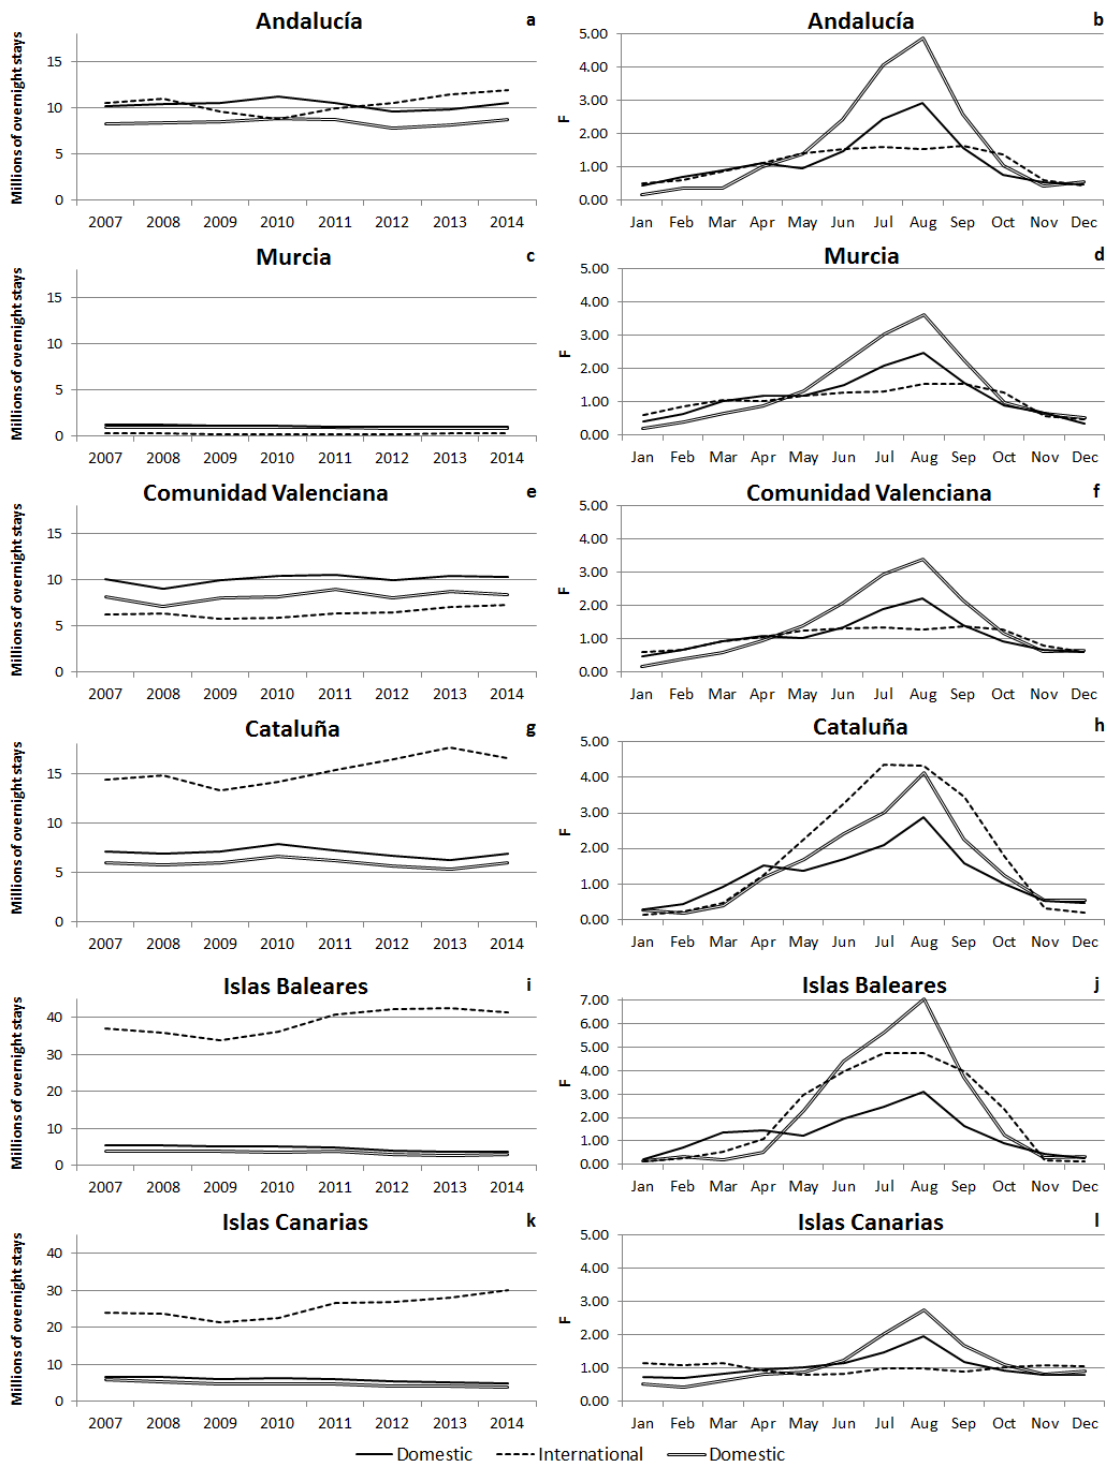 Andalucía a
Millions of overnight stays
15
10
5
0
2007 2008 2009 2010 2011 2012 2013 2014
Andalucía b
F
5.00
4.00
3.00
2.00
1.00
0.00
Jan Feb Mar Apr May Jun Jul Aug Sep Oct Nov Dec
Murcia c
Millions of overnight stays
15
10
5
0
2007 2008 2009 2010 2011 2012 2013 2014
Murcia d
F
5.00
4.00
3.00
2.00
1.00
0.00
Jan Feb Mar Apr May Jun Jul Aug Sep Oct Nov Dec
Comunidad Valenciana e
Millions of overnight stays
15
10
5
0
2007 2008 2009 2010 2011 2012 2013 2014
Comunidad Valenciana f
F
5.00
4.00
3.00
2.00
1.00
0.00
Jan Feb Mar Apr May Jun Jul Aug Sep Oct Nov Dec
Cataluña g
Millions of overnight stays
15
10
5
0
2007 2008 2009 2010 2011 2012 2013 2014
Cataluña h
F
5.00
4.00
3.00
2.00
1.00
0.00
Jan Feb Mar Apr May Jun Jul Aug Sep Oct Nov Dec
Islas Baleares i
Millions of overnight stays
40
30
20
10
0
2007 2008 2009 2010 2011 2012 2013 2014
Islas Baleares j
F
7.00
6.00
5.00
4.00
3.00
2.00
1.00
0.00
Jan Feb Mar Apr May Jun Jul Aug Sep Oct Nov Dec
Islas Canarias k
Millions of overnight stays
40
30
20
10
0
2007 2008 2009 2010 2011 2012 2013 2014
Islas Canarias l
F
5.00
4.00
3.00
2.00
1.00
0.00
Jan Feb Mar Apr May Jun Jul Aug Sep Oct Nov Dec
Domestic International Domestic